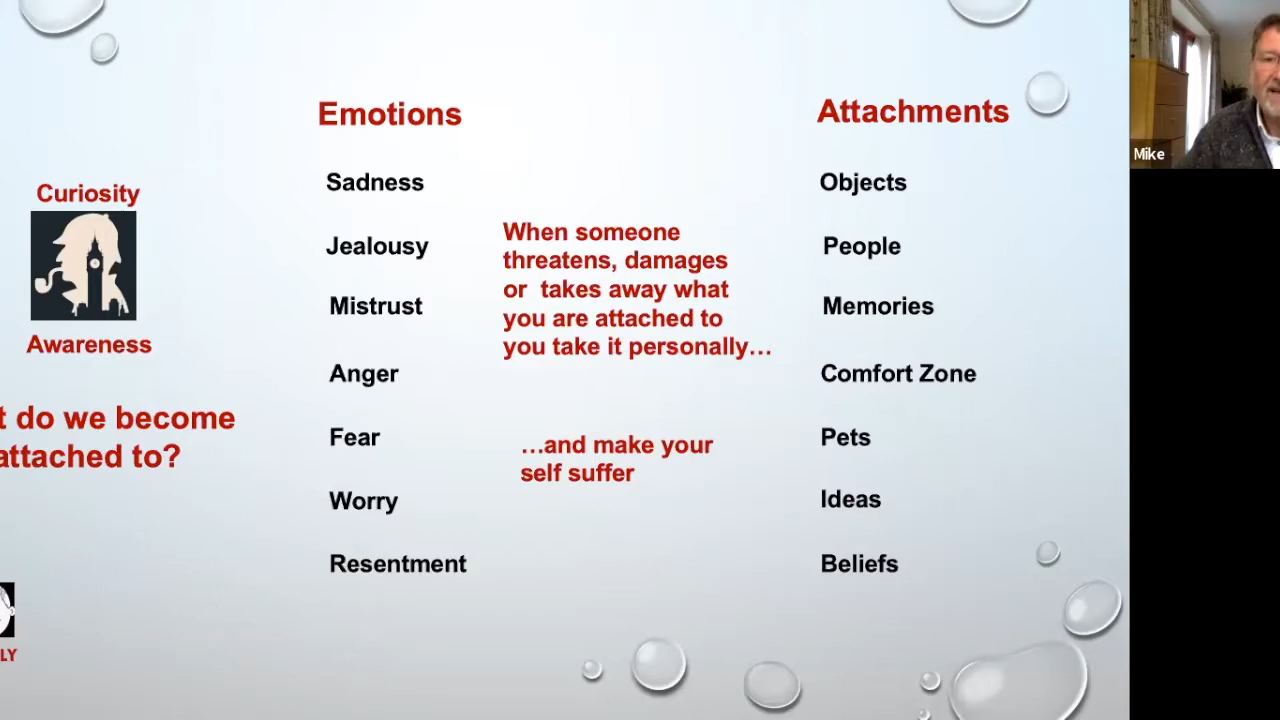 Curiosity
Awareness
t do we become
attached to?
LY
Emotions
Sadness
Jealousy
Mistrust
Anger
Fear
Worry
Resentment
When someone
threatens, damages
or takes away what
you are attached to
you take it personally…
…and make your
self suffer
Attachments
Objects
People
Memories
Comfort Zone
Pets
Ideas
Beliefs
Mike